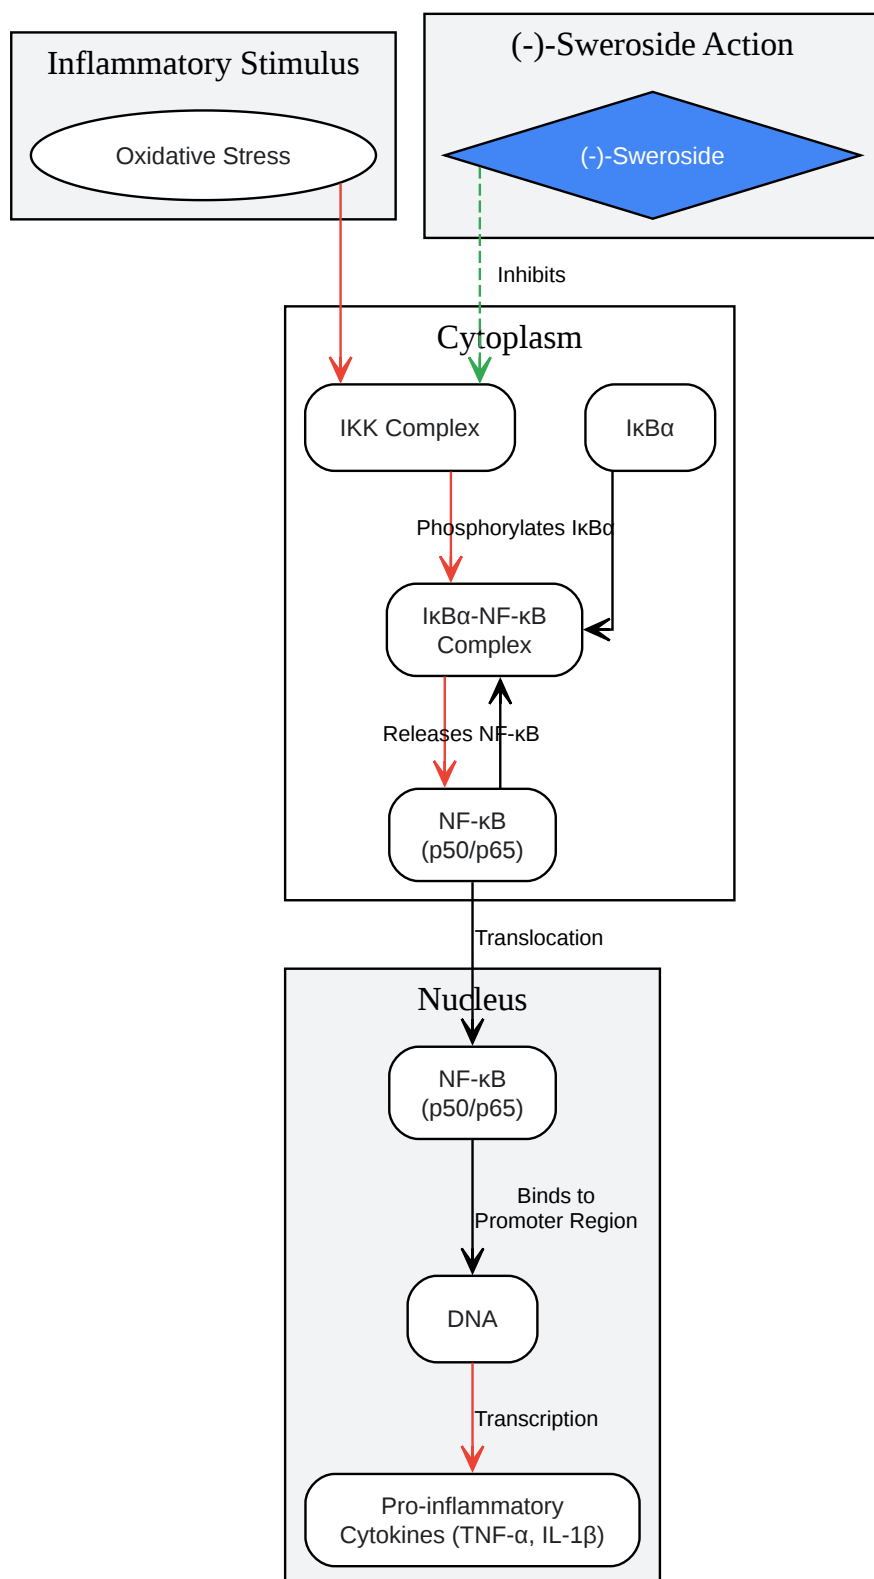 Inflammatory Stimulus
Oxidative Stress
(-)-Sweroside Action
(-)-Sweroside
Inhibits
Cytoplasm
IKK Complex
IκBα
Phosphorylates IκBα
IκBα-NF-κB
Complex
Releases NF-κB
NF-κB
(p50/p65)
Translocation
Nucleus
NF-κB
(p50/p65)
Binds to
Promoter Region
DNA
Transcription
Pro-inflammatory
Cytokines (TNF-α, IL-1β)